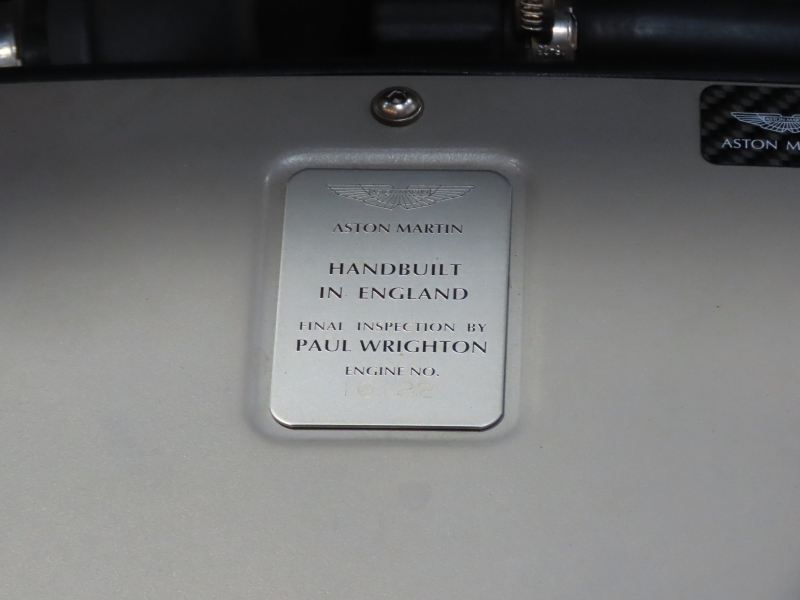 ASTON MARTIN
HANDBUILT
IN ENGLAND
FINAL INSPECTION BY
PAUL WRIGHTON
ENGINE NO.
ASTON M